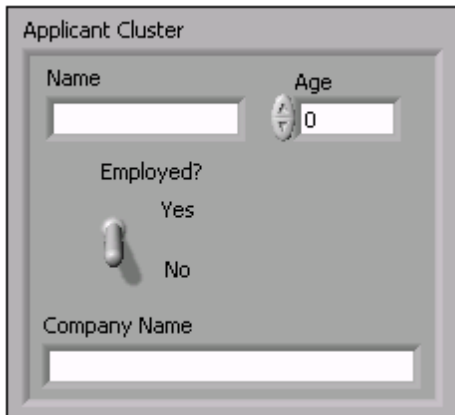 Applicant Cluster
Name Age
0
Employed?
Yes
No
Company Name